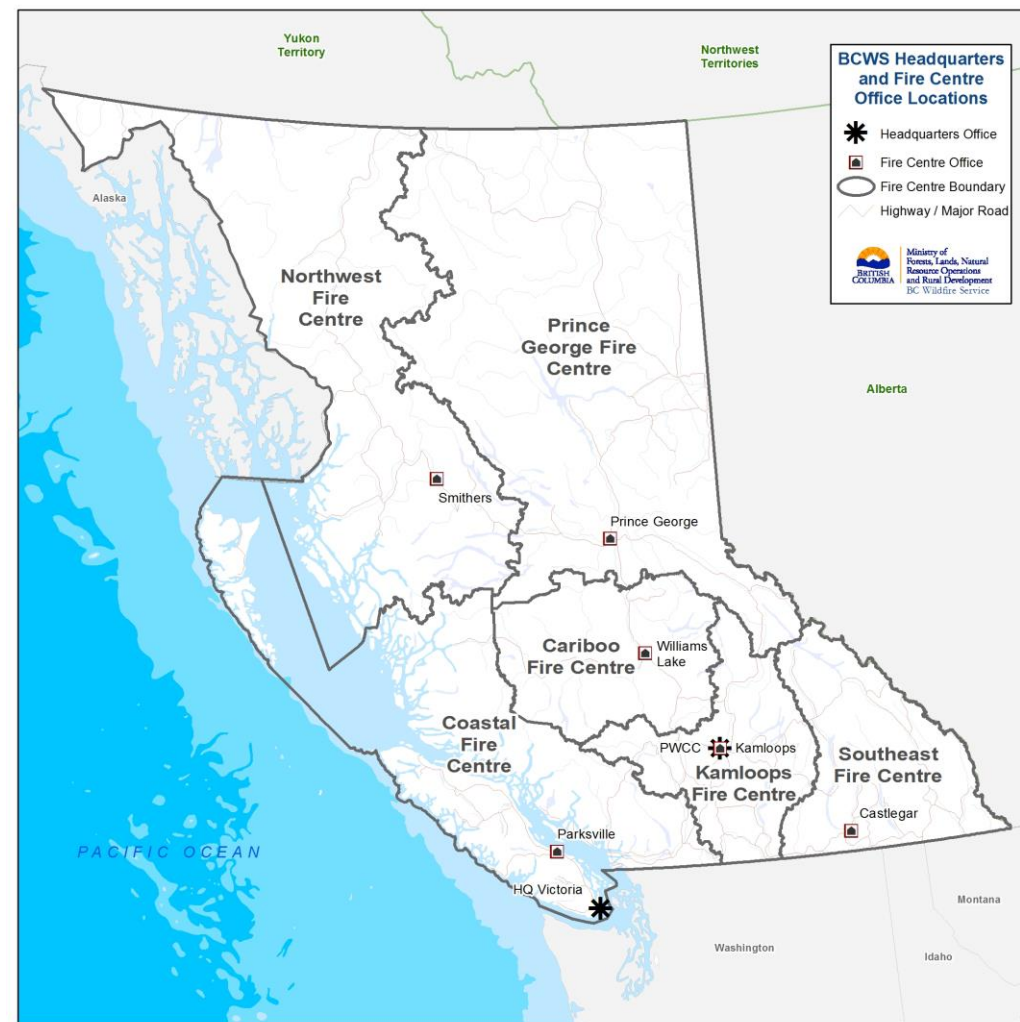 Yukon
Territory
Northwest
Territories
BCWS Headquarters
and Fire Centre
Office Locations
Headquarters Office
Fire Centre Office
Fire Centre Boundary
Highway / Major Road
BRITISH
COLUMBIA
Ministry of
Forests, Lands, Natural
Resource Operations
and Rural Development
BC Wildfire Service
Alaska
Northwest
Fire
Centre
Prince
George Fire
Centre
Alberta
Smithers
Prince George
Cariboo
Fire Centre
Williams
Lake
Coastal
Fire
Centre
PWCC
Kamloops
Kamloops
Fire Centre
Southeast
Fire Centre
Castlegar
Parksville
PACIFIC OCEAN
HQ Victoria
Montana
Washington
Idaho